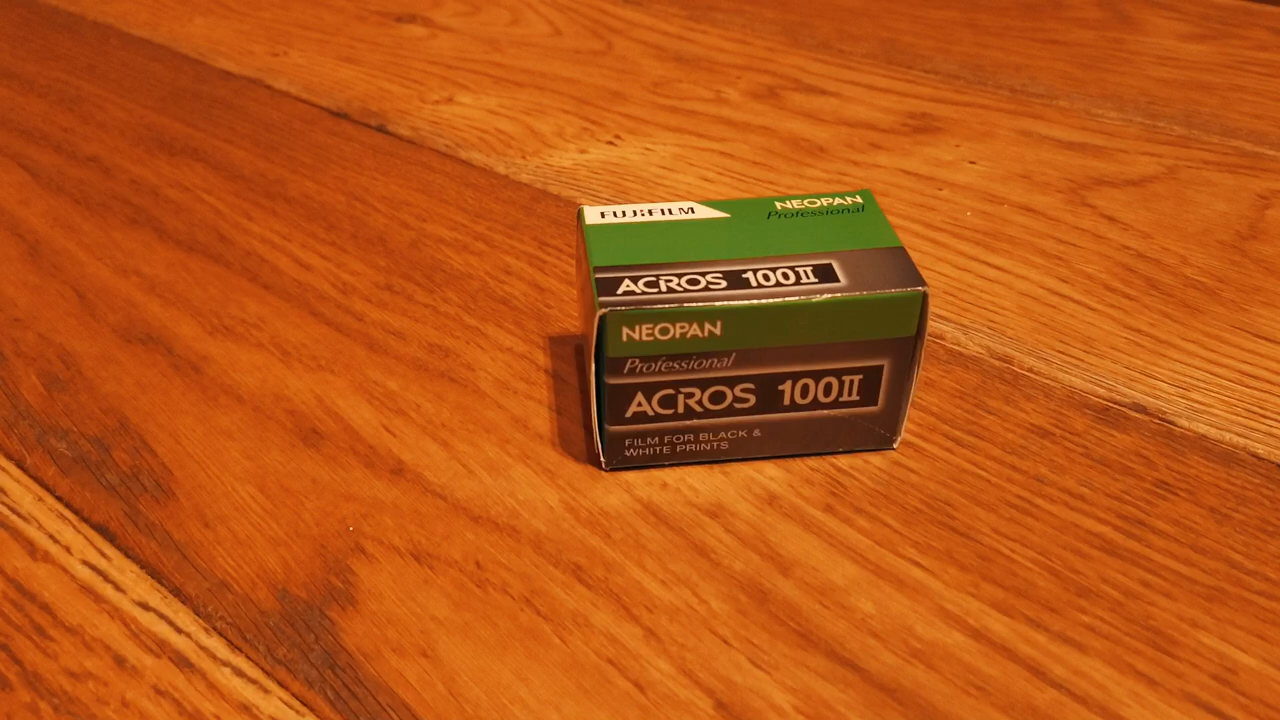 FUJIFILM
NEOPAN
Professional
ACROS 100Ⅱ
NEOPAN
Professional
ACROS 100Ⅱ
FILM FOR BLACK &
WHITE PRINTS